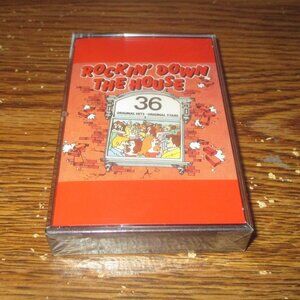 ROCKIN' DOWN
THE HOUSE
36
ORIGINAL HITS • ORIGINAL STARS